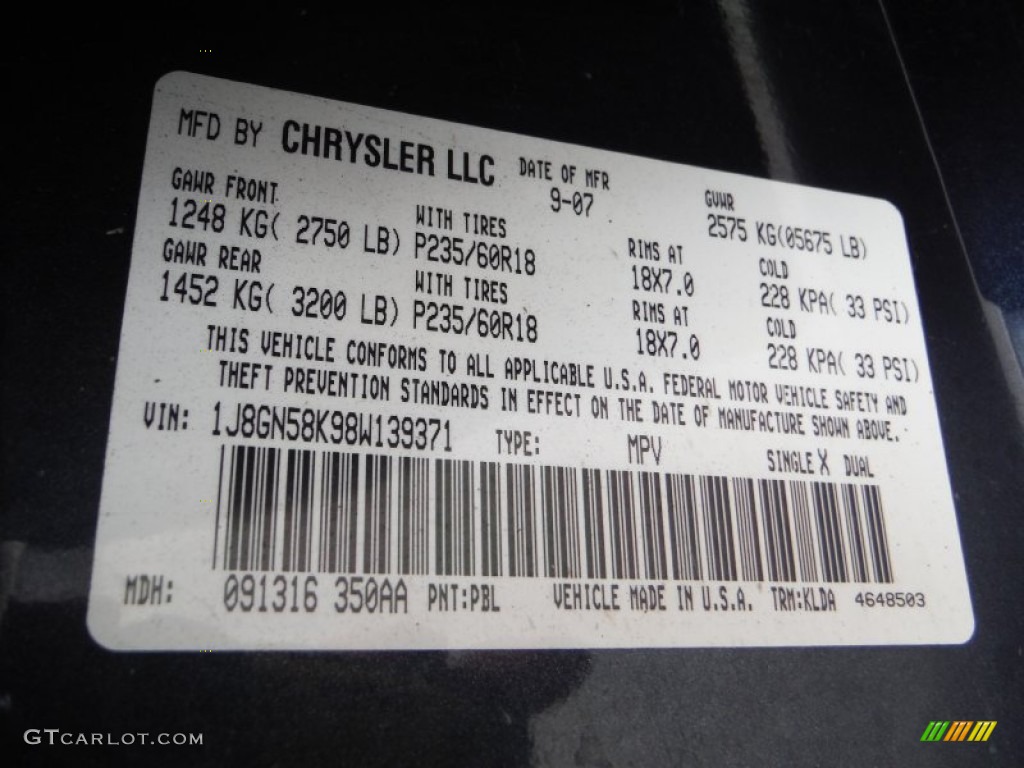 MFD BY CHRYSLER LLC DATE OF MFR 9-07 GVWR 2575 KG(05675 LB)
GAWR FRONT WITH TIRES RIMS AT COLD
1248 KG( 2750 LB) P235/60R18 18X7.0 228 KPA( 33 PSI)
GAWR REAR WITH TIRES RIMS AT COLD
1452 KG( 3200 LB) P235/60R18 18X7.0 228 KPA( 33 PSI)
THIS VEHICLE CONFORMS TO ALL APPLICABLE U.S.A. FEDERAL MOTOR VEHICLE SAFETY AND
THEFT PREVENTION STANDARDS IN EFFECT ON THE DATE OF MANUFACTURE SHOWN ABOVE.
VIN: 1J8GN58K98W139371 TYPE: MPV SINGLE X DUAL
MDH: 091316 350AA PNT:PBL VEHICLE MADE IN U.S.A. TRM:KLDA 4648503
GTCARLOT.COM